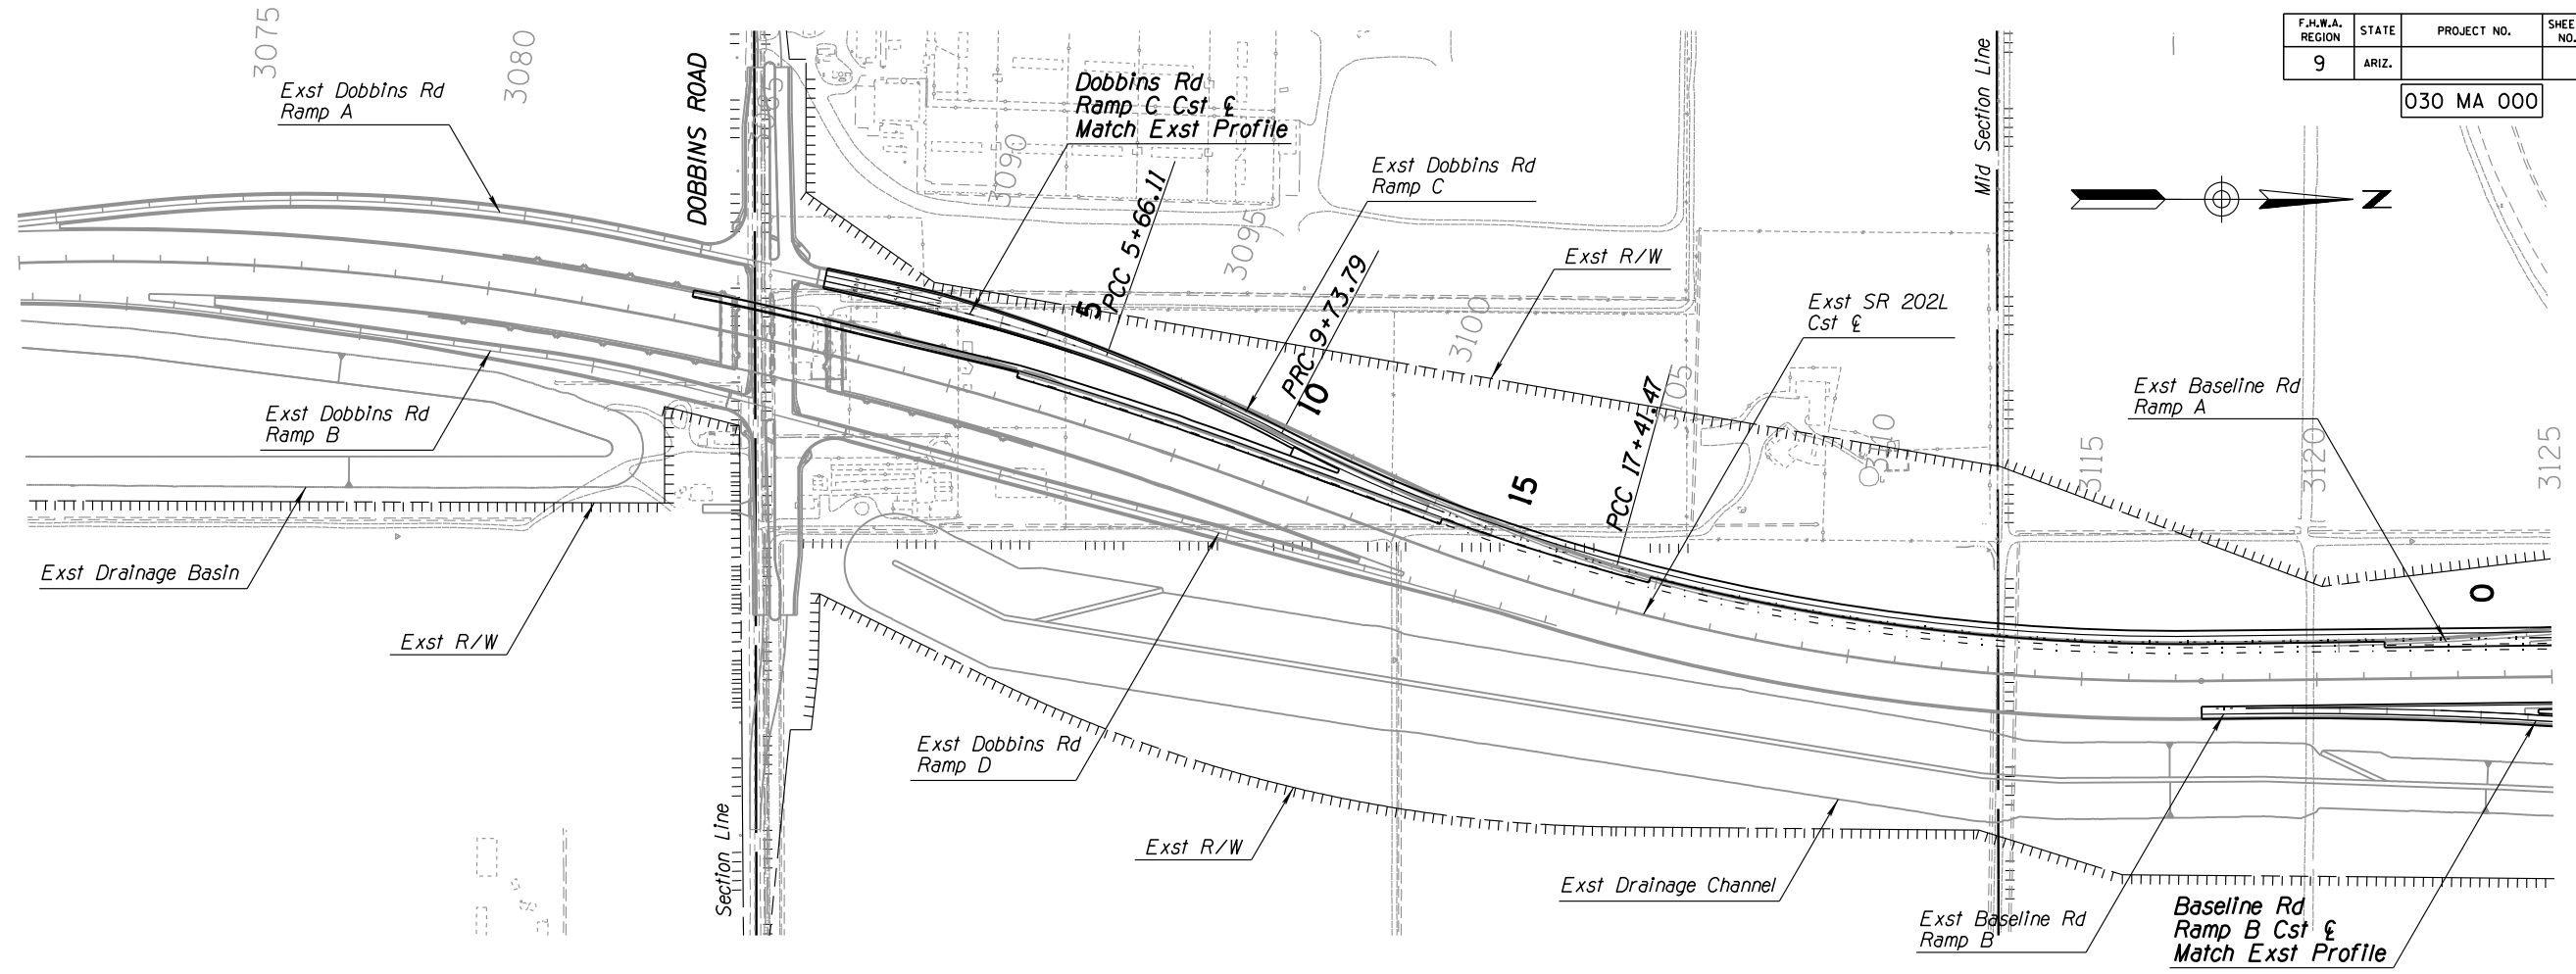 F.H.W.A. REGION
STATE
PROJECT NO.
9
ARIZ.
030 MA 000
3075
3080
Exst Dobbins Rd
Ramp A
DOBBINS ROAD
Dobbins Rd
Ramp C Cst ℄
Match Exst Profile
3090
3095
3100
3105
3110
3115
3120
3125
Exst Dobbins Rd
Ramp C
Mid Section Line
N
5
PCC 5+66.11
PRC 9+73.79
10
Exst R/W
Exst SR 202L
Cst ℄
15
PCC 17+41.47
Exst Baseline Rd
Ramp A
0
Exst Dobbins Rd
Ramp B
Exst Drainage Basin
Exst R/W
Exst Dobbins Rd
Ramp D
Section Line
Exst R/W
Exst Drainage Channel
Exst Baseline Rd
Ramp B
Baseline Rd
Ramp B Cst ℄
Match Exst Profile